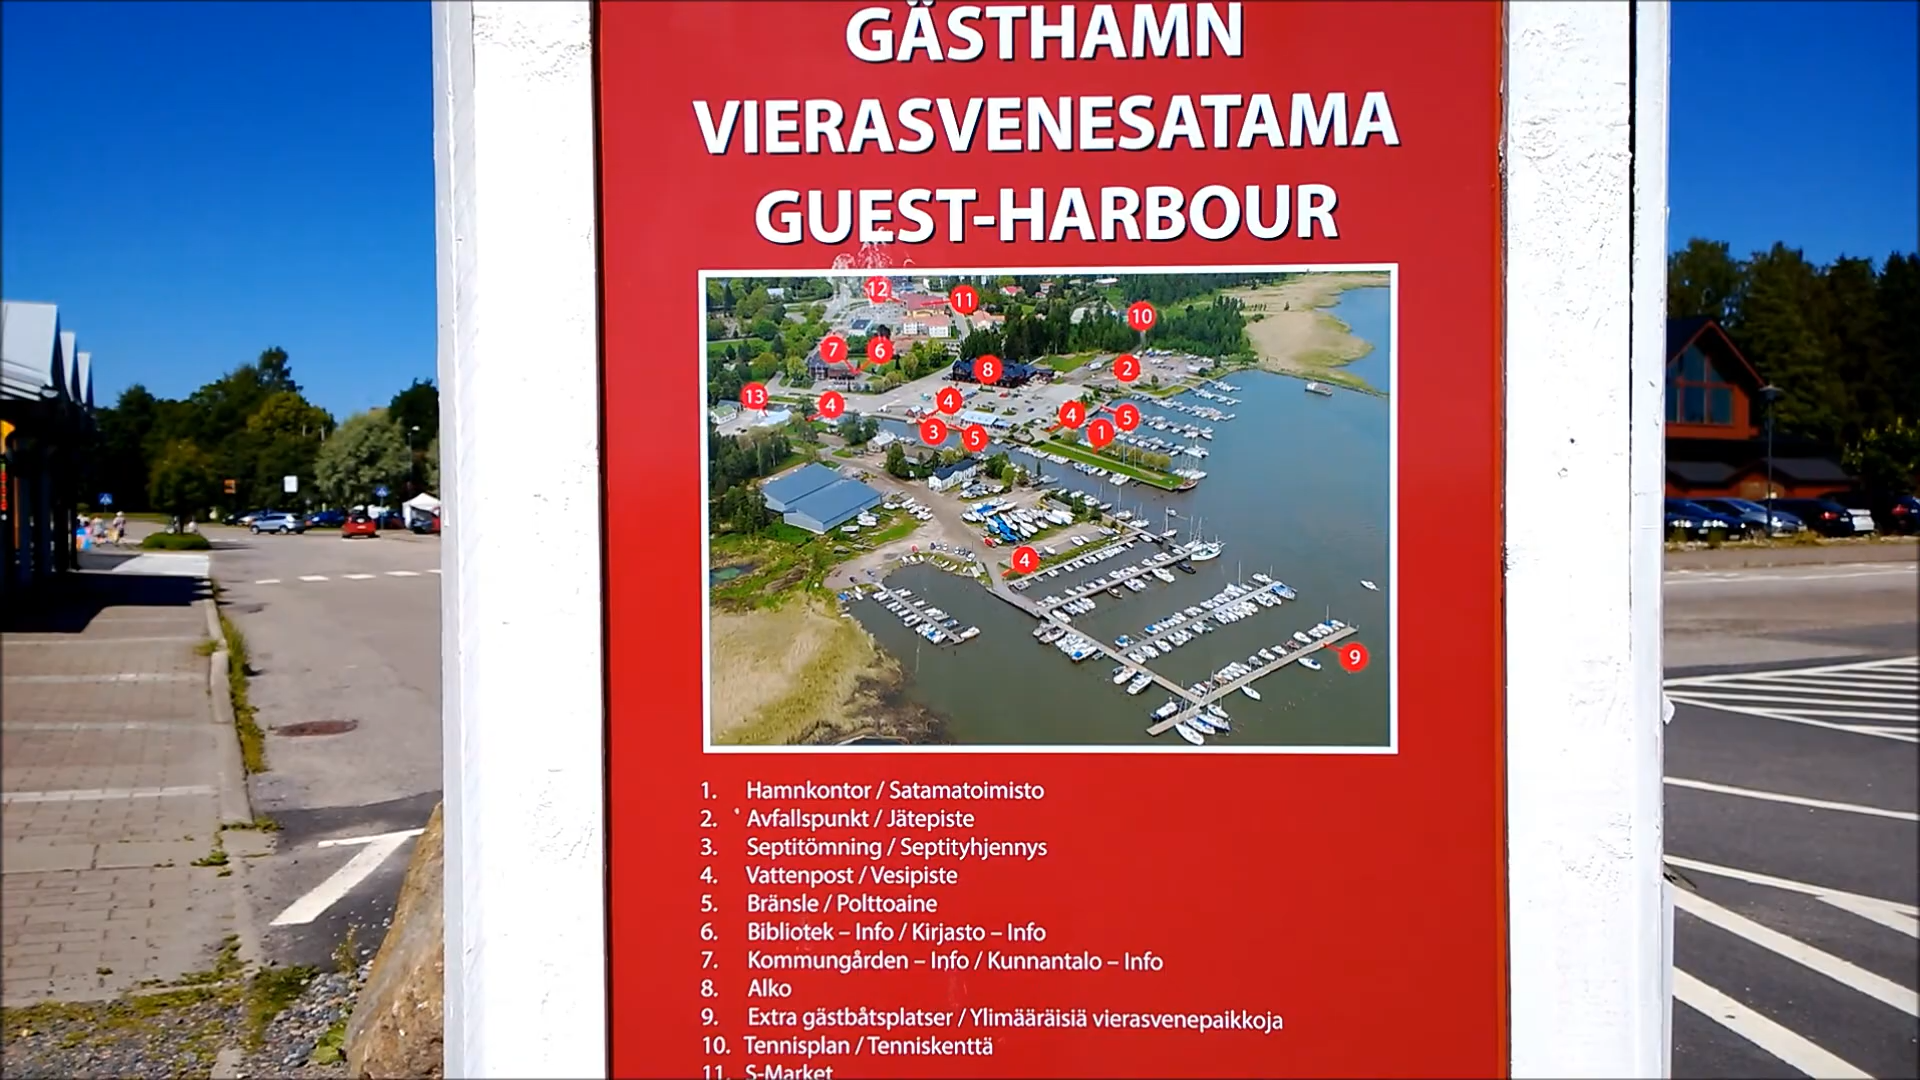 GÄSTHAMN
VIERASVENESATAMA
GUEST-HARBOUR
12
11
10
7
6
8
2
13
4
4
4
5
3
5
1
4
9
1. Hamnkontor / Satamatoimisto
2. Avfallspunkt / Jätepiste
3. Septitömning / Septityhjennys
4. Vattenpost / Vesipiste
5. Bränsle / Polttoaine
6. Bibliotek – Info / Kirjasto – Info
7. Kommungården – Info / Kunnantalo – Info
8. Alko
9. Extra gästbåtsplatser / Ylimääräisiä vierasvenepaikkoja
10. Tennisplan / Tenniskenttä
11. S-Market